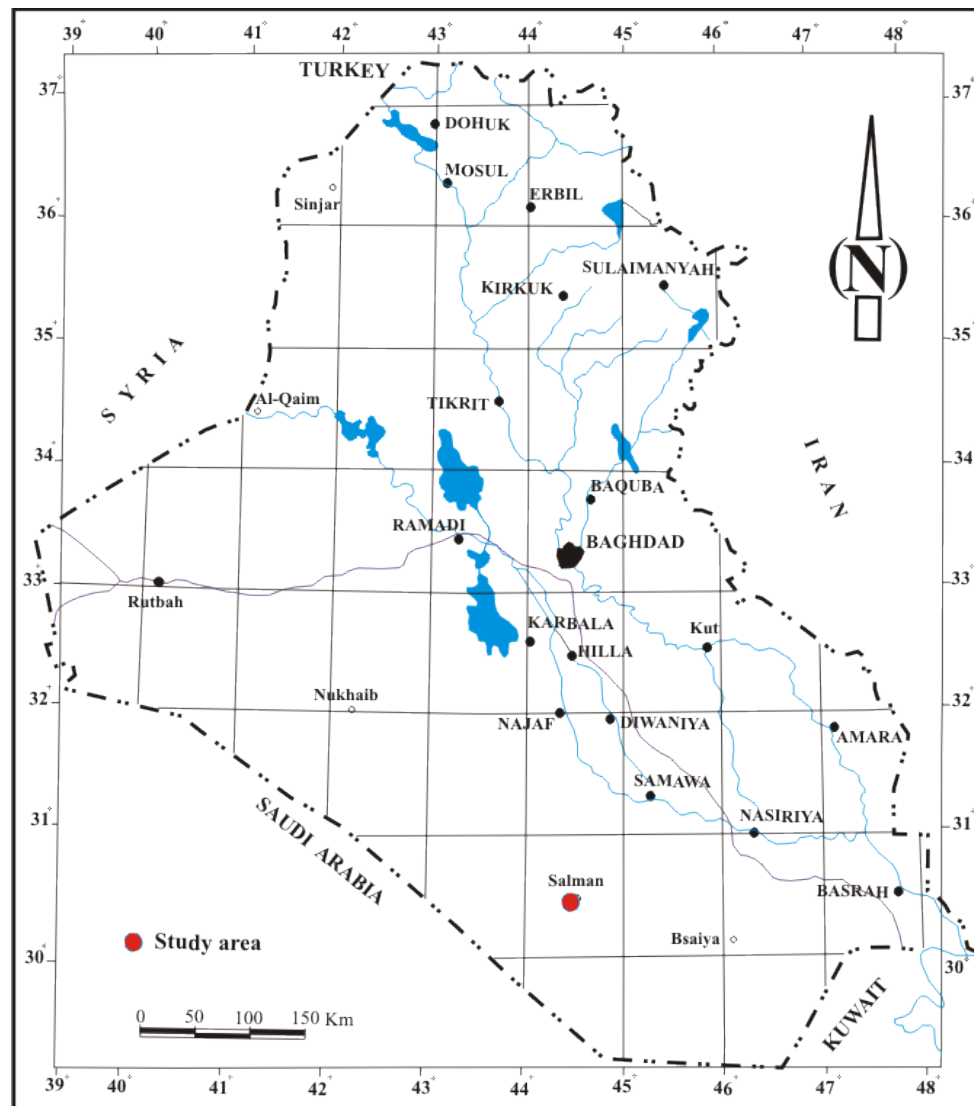 39 40 41 42 43 44 45 46 47 48
TURKEY
37 37
DOHUK
MOSUL
ERBIL
Sinjar
36 36
(N)
SULAIMANYAH
KIRKUK
35 35
SYRIA
Al-Qaim
TIKRIT
IRAN
34 34
BAQUBA
RAMADI
BAGHDAD
33 33
Rutbah
KARBALA
Kut
HILLA
Nukhaib
32 32
NAJAF
DIWANIYA
AMARA
SAMAWA
SAUDI ARABIA
NASIRIYA
31 31
Salman
BASRAH
Study area
Bsaiya
30 30
KUWAIT
0 50 100 150 Km
39 40 41 42 43 44 45 46 47 48